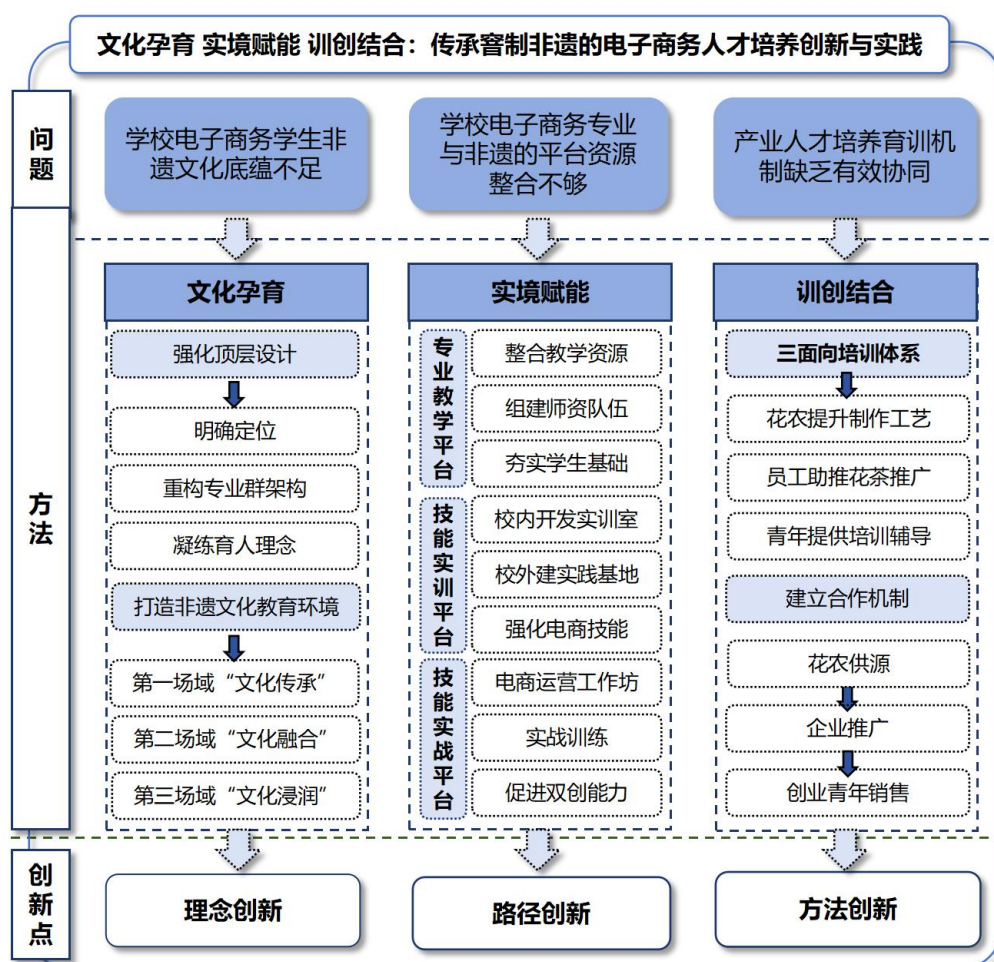 文化孕育 实境赋能 训创结合：传承窨制非遗的电子商务人才培养创新与实践
问题
学校电子商务学生非
遗文化底蕴不足
学校电子商务专业
与非遗的平台资源
整合不够
产业人才培养育训机
制缺乏有效协同
方法
文化孕育
强化顶层设计
明确定位
重构专业群架构
凝练育人理念
打造非遗文化教育环境
第一场域“文化传承”
第二场域“文化融合”
第三场域“文化浸润”
实境赋能
专业教学平台
整合教学资源
组建师资队伍
夯实学生基础
技能实训平台
校内开发实训室
校外建实践基地
强化电商技能
技能实战平台
电商运营工作坊
实战训练
促进双创能力
训创结合
三面向培训体系
花农提升制作工艺
员工助推花茶推广
青年提供培训辅导
建立合作机制
花农供源
企业推广
创业青年销售
创新点
理念创新
路径创新
方法创新